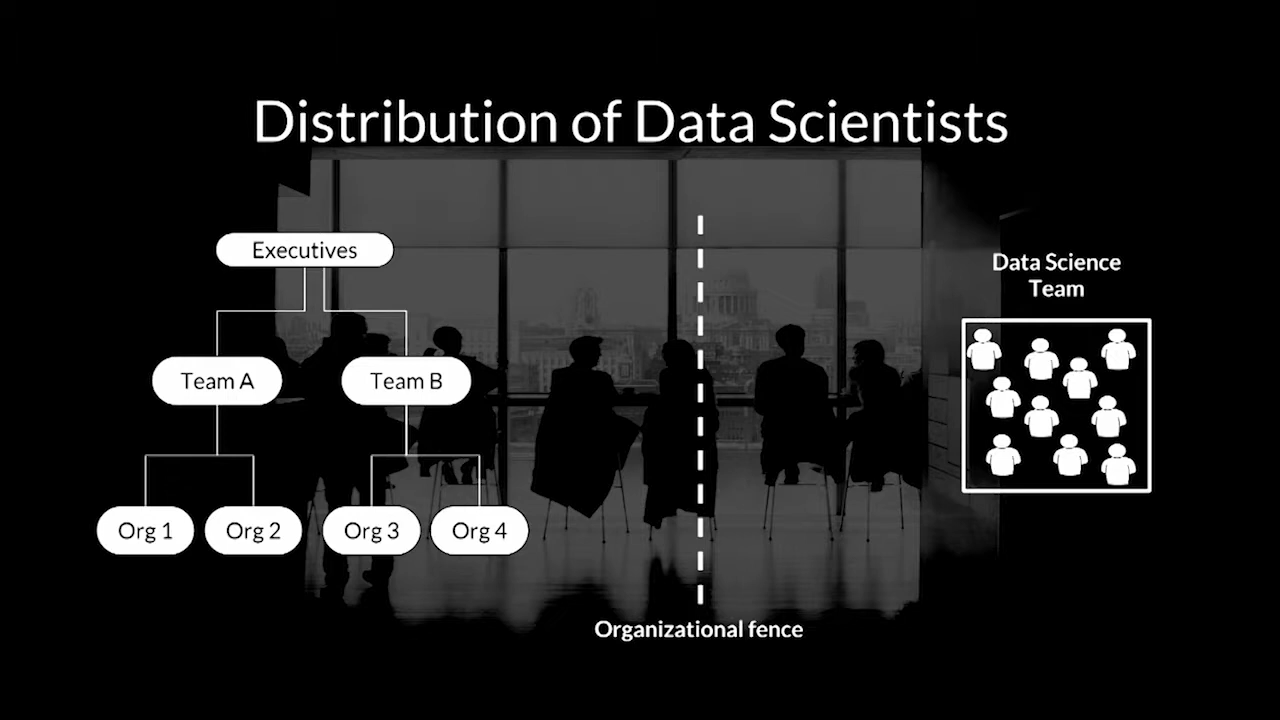 Distribution of Data Scientists
Executives
Team A
Team B
Org 1
Org 2
Org 3
Org 4
Organizational fence
Data Science
Team